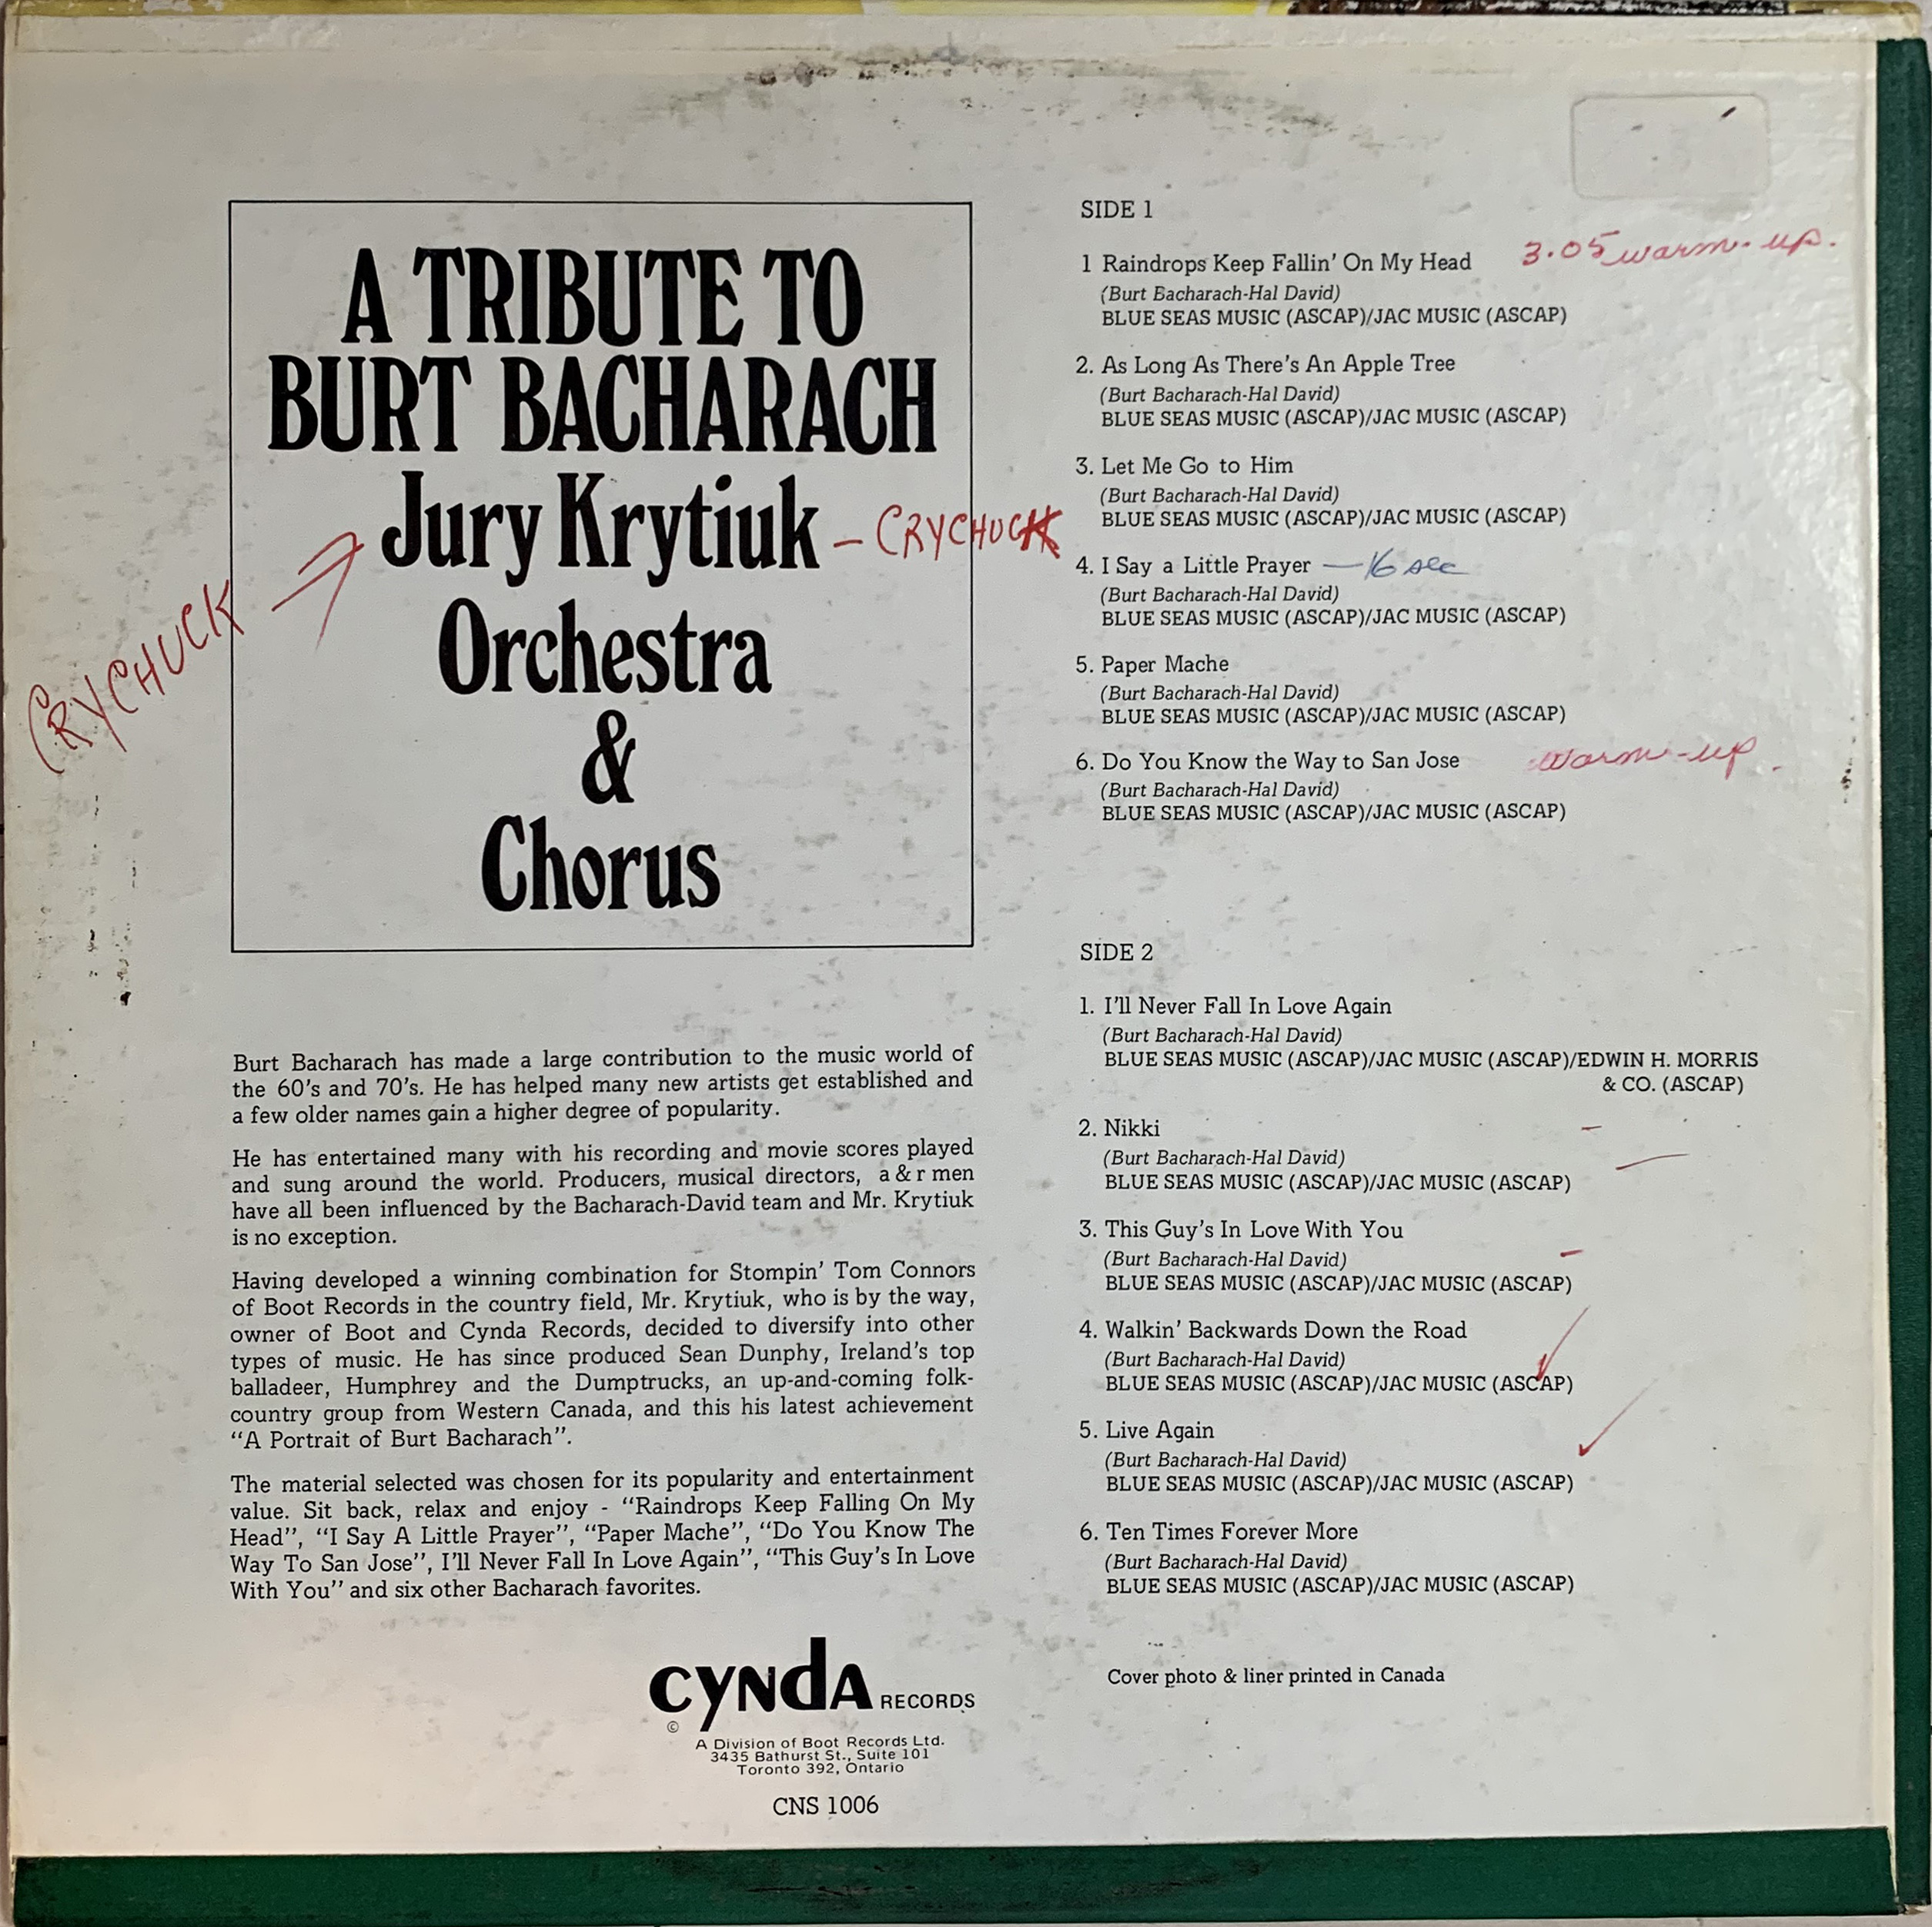 A TRIBUTE TO
BURT BACHARACH
Jury Krytiuk - CRYCHUCK
CRYCHUCK
Orchestra
&
Chorus
Burt Bacharach has made a large contribution to the music world of
the 60's and 70's. He has helped many new artists get established and
a few older names gain a higher degree of popularity.
He has entertained many with his recording and movie scores played
and sung around the world. Producers, musical directors, a & r men
have all been influenced by the Bacharach-David team and Mr. Krytiuk
is no exception.
Having developed a winning combination for Stompin' Tom Connors
of Boot Records in the country field, Mr. Krytiuk, who is by the way,
owner of Boot and Cynda Records, decided to diversify into other
types of music. He has since produced Sean Dunphy, Ireland's top
balladeer, Humphrey and the Dumptrucks, an up-and-coming folk-
country group from Western Canada, and this his latest achievement
"A Portrait of Burt Bacharach".
The material selected was chosen for its popularity and entertainment
value. Sit back, relax and enjoy - "Raindrops Keep Falling On My
Head", "I Say A Little Prayer", "Paper Mache", "Do You Know The
Way To San Jose", I'll Never Fall In Love Again", "This Guy's In Love
With You" and six other Bacharach favorites.
cyNdA RECORDS
©
A Division of Boot Records Ltd.
3435 Bathurst St., Suite 101
Toronto 392, Ontario
CNS 1006
SIDE 1
1 Raindrops Keep Fallin' On My Head 3.05 warm-up.
(Burt Bacharach-Hal David)
BLUE SEAS MUSIC (ASCAP)/JAC MUSIC (ASCAP)
2. As Long As There's An Apple Tree
(Burt Bacharach-Hal David)
BLUE SEAS MUSIC (ASCAP)/JAC MUSIC (ASCAP)
3. Let Me Go to Him
(Burt Bacharach-Hal David)
BLUE SEAS MUSIC (ASCAP)/JAC MUSIC (ASCAP)
4. I Say a Little Prayer — 16 sec
(Burt Bacharach-Hal David)
BLUE SEAS MUSIC (ASCAP)/JAC MUSIC (ASCAP)
5. Paper Mache
(Burt Bacharach-Hal David)
BLUE SEAS MUSIC (ASCAP)/JAC MUSIC (ASCAP)
6. Do You Know the Way to San Jose warm-up.
(Burt Bacharach-Hal David)
BLUE SEAS MUSIC (ASCAP)/JAC MUSIC (ASCAP)
SIDE 2
1. I'll Never Fall In Love Again
(Burt Bacharach-Hal David)
BLUE SEAS MUSIC (ASCAP)/JAC MUSIC (ASCAP)/EDWIN H. MORRIS
& CO. (ASCAP)
2. Nikki
(Burt Bacharach-Hal David)
BLUE SEAS MUSIC (ASCAP)/JAC MUSIC (ASCAP)
3. This Guy's In Love With You
(Burt Bacharach-Hal David)
BLUE SEAS MUSIC (ASCAP)/JAC MUSIC (ASCAP)
4. Walkin' Backwards Down the Road
(Burt Bacharach-Hal David)
BLUE SEAS MUSIC (ASCAP)/JAC MUSIC (ASCAP)
5. Live Again
(Burt Bacharach-Hal David)
BLUE SEAS MUSIC (ASCAP)/JAC MUSIC (ASCAP)
6. Ten Times Forever More
(Burt Bacharach-Hal David)
BLUE SEAS MUSIC (ASCAP)/JAC MUSIC (ASCAP)
Cover photo & liner printed in Canada